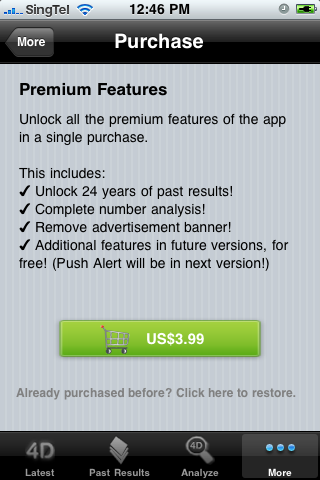 SingTel 12:46 PM
More Purchase
Premium Features
Unlock all the premium features of the app
in a single purchase.
This includes:
✓ Unlock 24 years of past results!
✓ Complete number analysis!
✓ Remove advertisement banner!
✓ Additional features in future versions, for
free! (Push Alert will be in next version!)
US$3.99
Already purchased before? Click here to restore.
4D 4D
Latest Past Results Analyze More